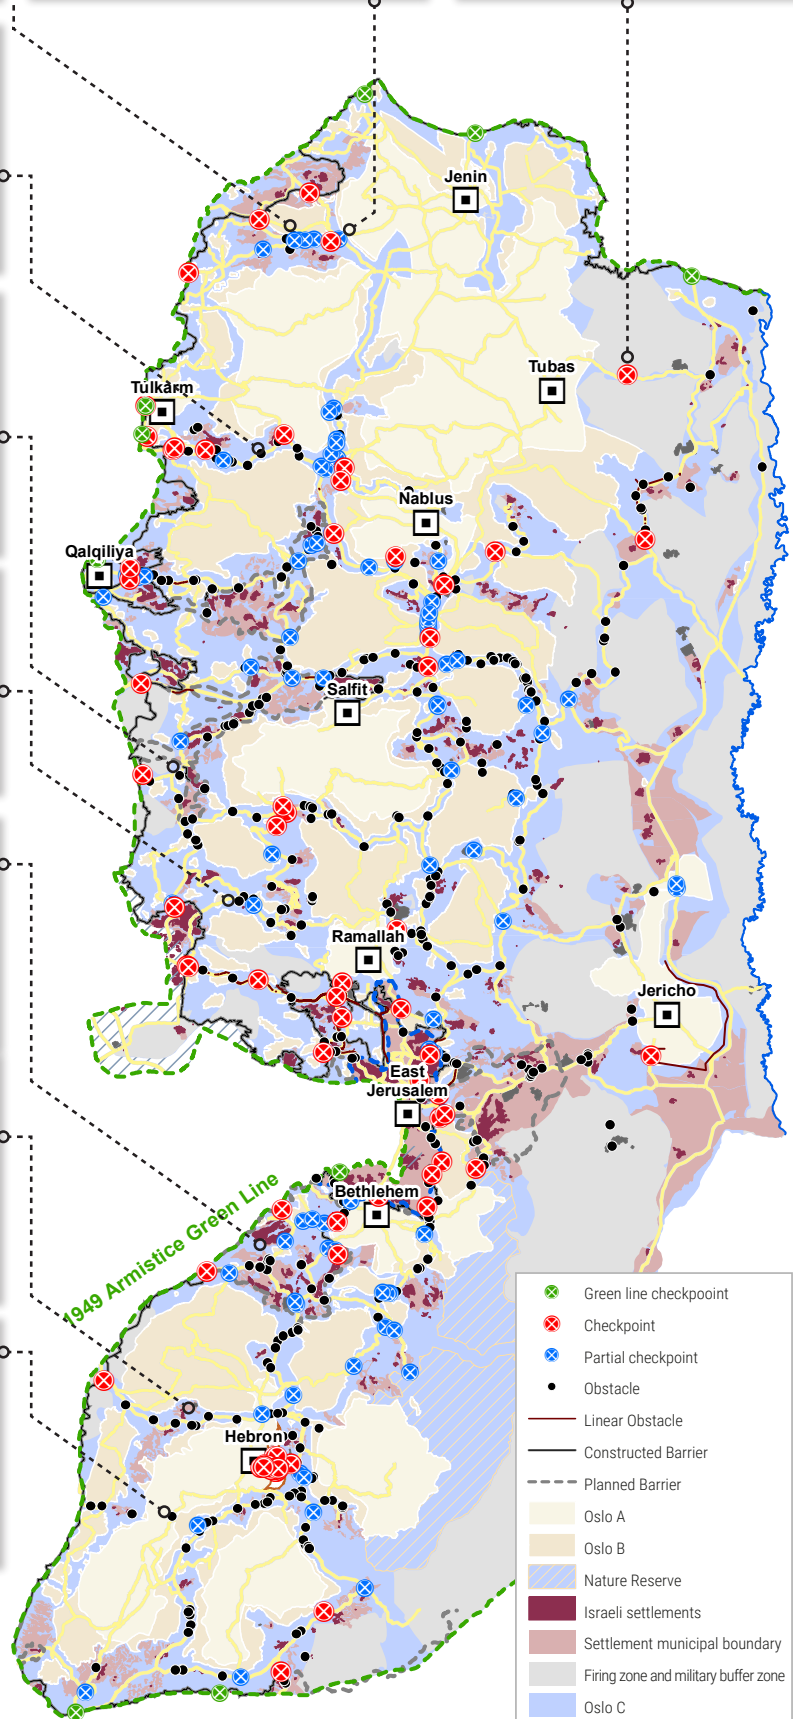 Jenin
Tubas
Tulkarm
Nablus
Qalqiliya
Salfit
Ramallah
Jericho
East
Jerusalem
1949 Armistice Green Line
Bethlehem
Hebron
Green line checkpooint
Checkpoint
Partial checkpoint
Obstacle
Linear Obstacle
Constructed Barrier
Planned Barrier
Oslo A
Oslo B
Nature Reserve
Israeli settlements
Settlement municipal boundary
Firing zone and military buffer zone
Oslo C